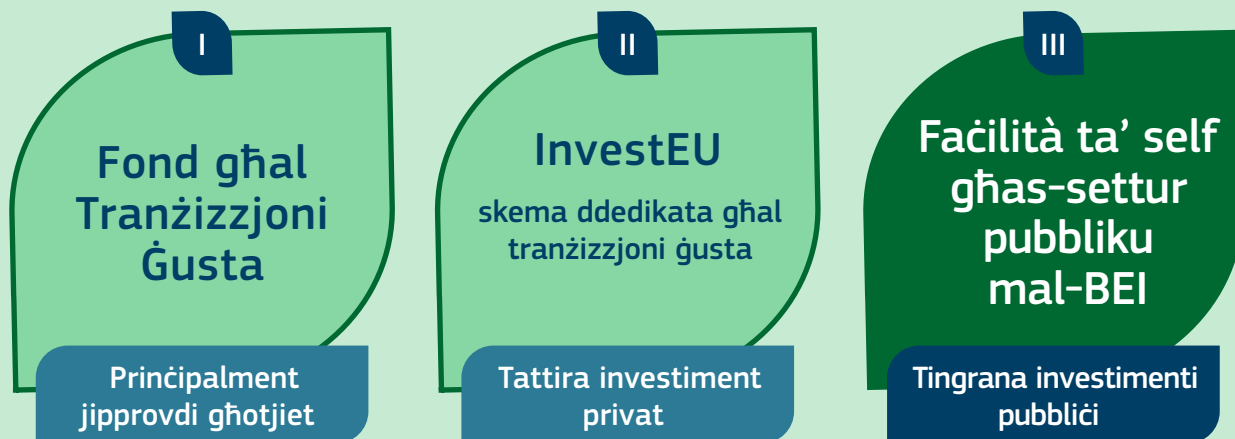 I
Fond għal
Tranżizzjoni
Ġusta
Prinċipalment
jipprovdi għotjiet
II
InvestEU
skema ddedikata għal
tranżizzjoni ġusta
Tattira investiment
privat
III
Faċilità ta’ self
għas-settur
pubbliku
mal-BEI
Tingrana investimenti
pubbliċi